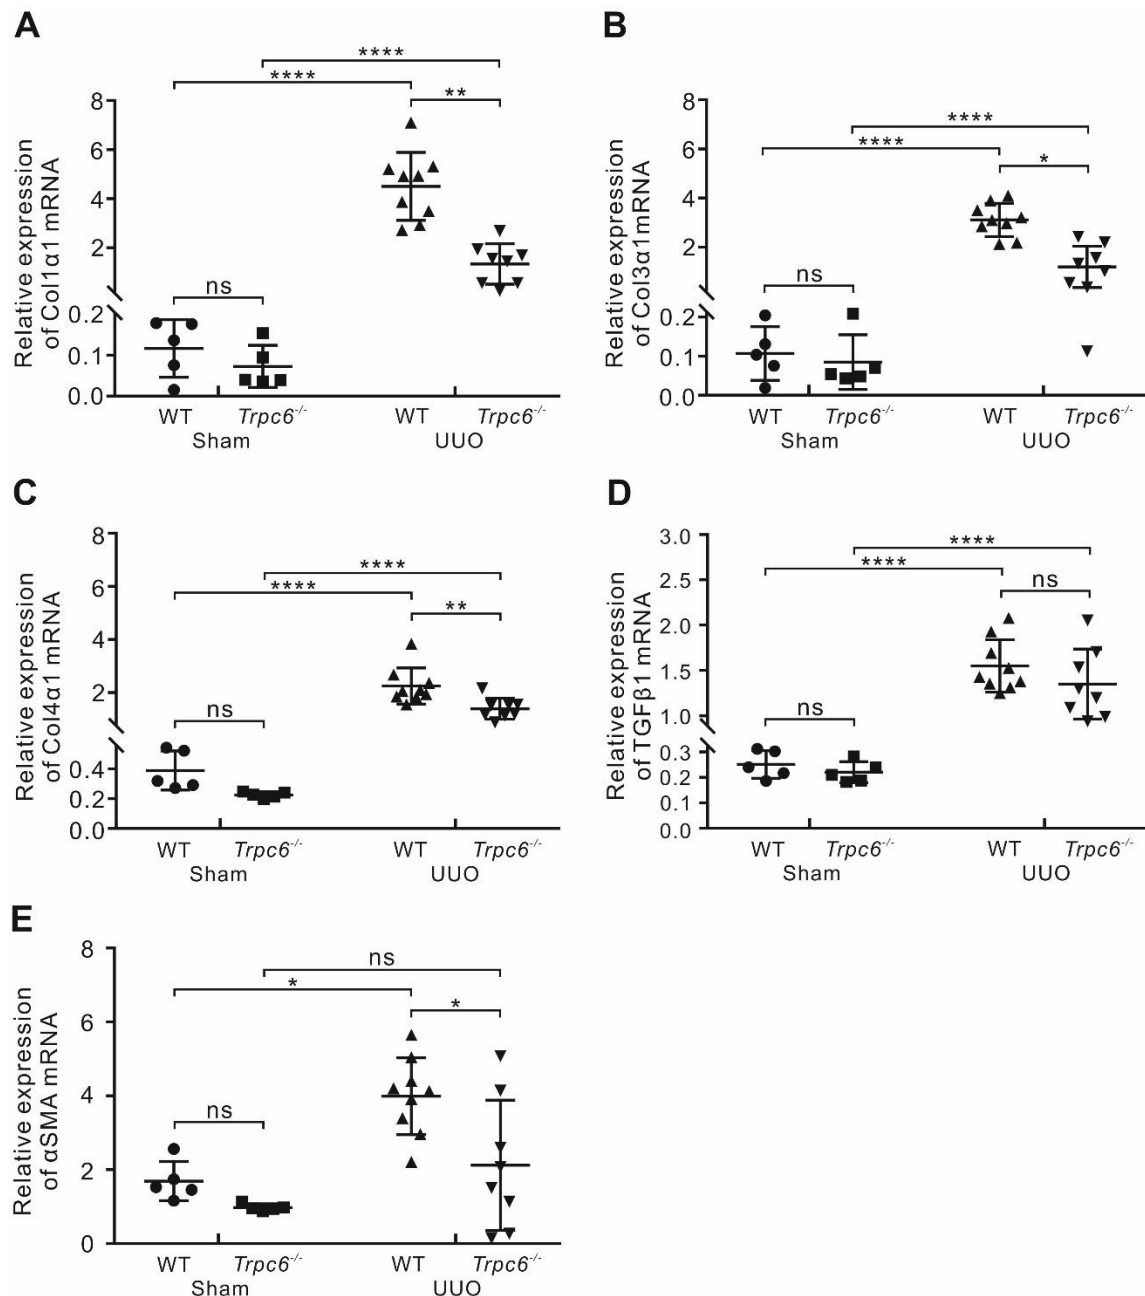 A
****
****
**
8
6
4
2
0.2
0.1
0.0
Relative expression
of Col1α1 mRNA
ns
WT
Trpc6-/-
WT
Trpc6-/-
Sham
UUO
B
****
****
*
8
6
4
2
0.2
0.1
0.0
Relative expression
of Col3α1mRNA
ns
WT
Trpc6-/-
WT
Trpc6-/-
Sham
UUO
C
****
****
**
8
6
4
2
0.4
0.2
0.0
Relative expression
of Col4α1 mRNA
ns
WT
Trpc6-/-
WT
Trpc6-/-
Sham
UUO
D
****
****
ns
3.0
2.5
2.0
1.5
1.0
0.3
0.2
0.1
0.0
Relative expression
of TGFβ1 mRNA
ns
WT
Trpc6-/-
WT
Trpc6-/-
Sham
UUO
E
ns
*
*
8
6
4
2
0
Relative expression
of αSMA mRNA
ns
WT
Trpc6-/-
WT
Trpc6-/-
Sham
UUO